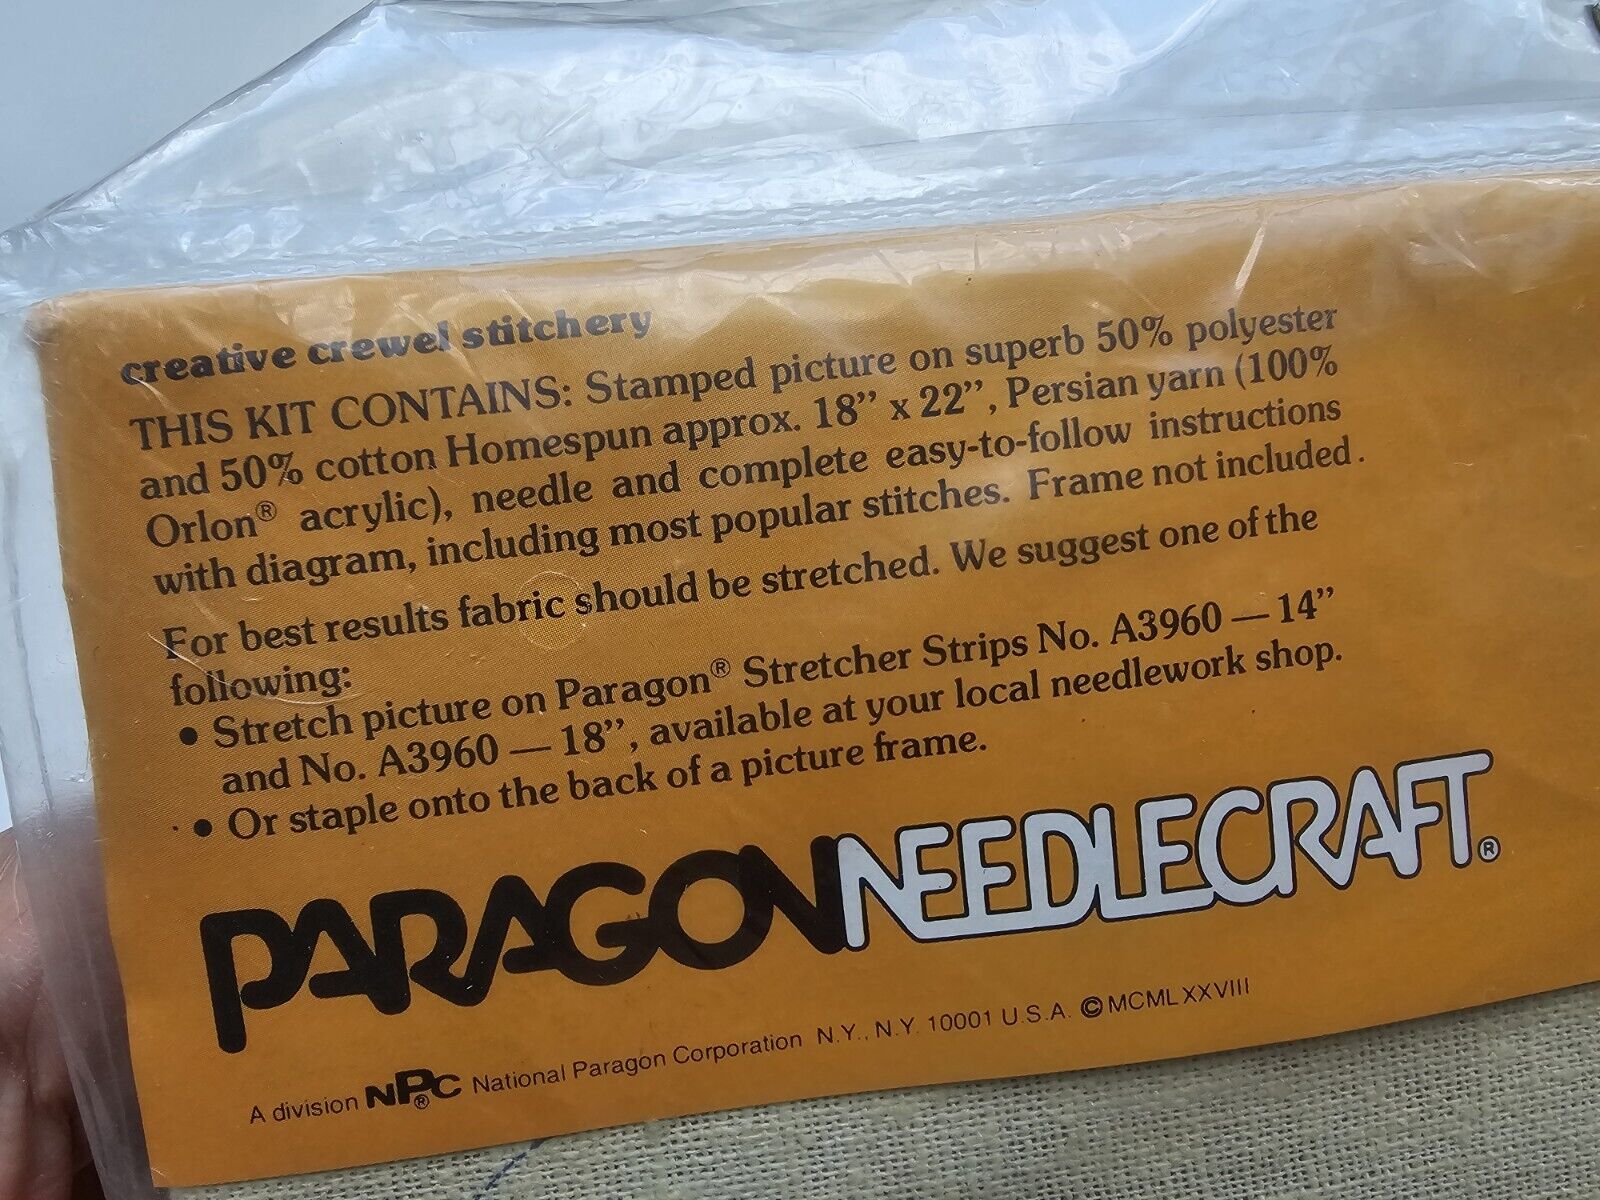 creative crewel stitchery
THIS KIT CONTAINS: Stamped picture on superb 50% polyester
and 50% cotton Homespun approx. 18” x 22”, Persian yarn (100%
Orlon® acrylic), needle and complete easy-to-follow instructions
with diagram, including most popular stitches. Frame not included.
For best results fabric should be stretched. We suggest one of the
following:
• Stretch picture on Paragon® Stretcher Strips No. A3960 — 14”
and No. A3960 — 18”, available at your local needlework shop.
• Or staple onto the back of a picture frame.
PARAGON NEEDLECRAFT®
A division NPC® National Paragon Corporation N.Y., N.Y. 10001 U.S.A. © MCMLXXVIII